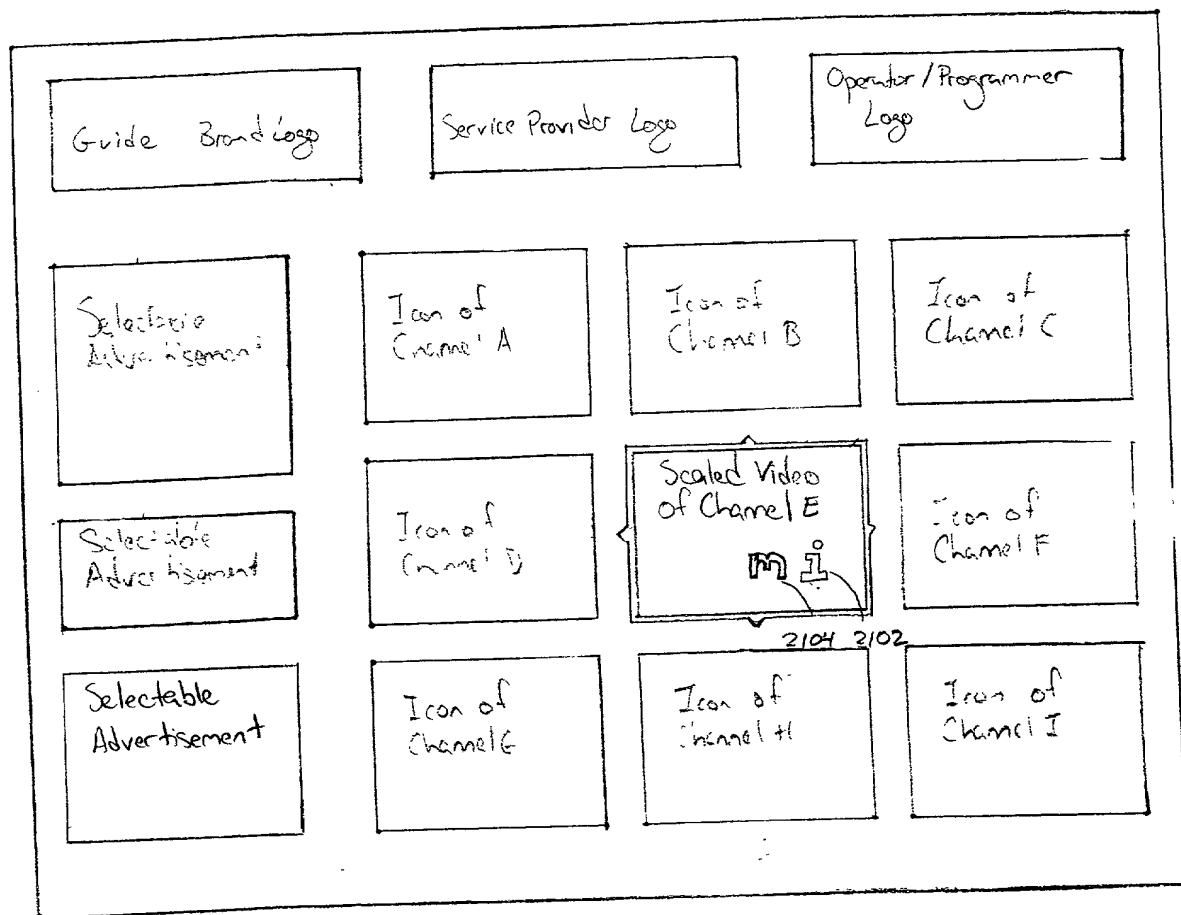 Guide Brand Logo
Service Provider Logo
Operator/Programmer
Logo
Selectable
Advertisement
Icon of
Channel A
Icon of
Channel B
Icon of
Channel C
Selectable
Advertisement
Icon of
Channel D
Scaled Video
of Channel E
m i
Icon of
Channel F
2104 2102
Selectable
Advertisement
Icon of
Channel G
Icon of
Channel H
Icon of
Channel I